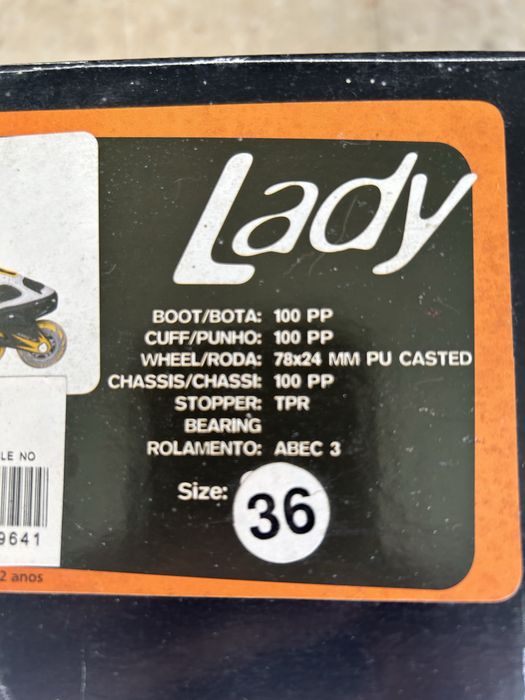 Lady
BOOT/BOTA: 100 PP
CUFF/PUNHO: 100 PP
WHEEL/RODA: 78x24 MM PU CASTED
CHASSIS/CHASSI: 100 PP
STOPPER: TPR
BEARING
ROLAMENTO: ABEC 3
Size: 36
LE NO
9641
2 anos